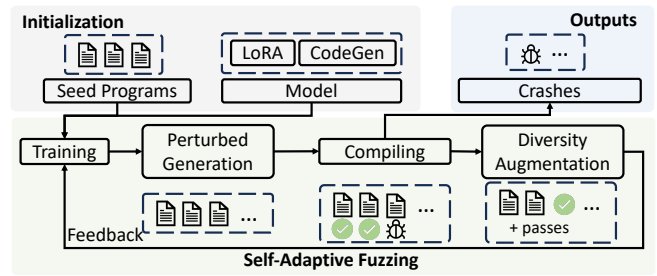 Initialization
Outputs
LoRA
CodeGen
...
Seed Programs
Model
Crashes
Training
Perturbed
Generation
Compiling
Diversity
Augmentation
...
...
...
+ passes
Feedback
Self-Adaptive Fuzzing